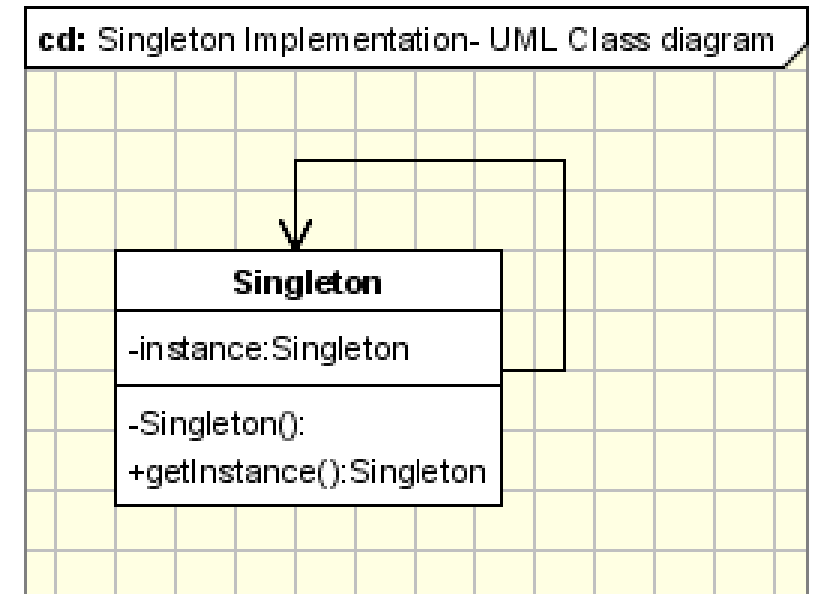 cd: Singleton Implementation- UML Class diagram
Singleton
-instance:Singleton
-Singleton():
+getInstance():Singleton